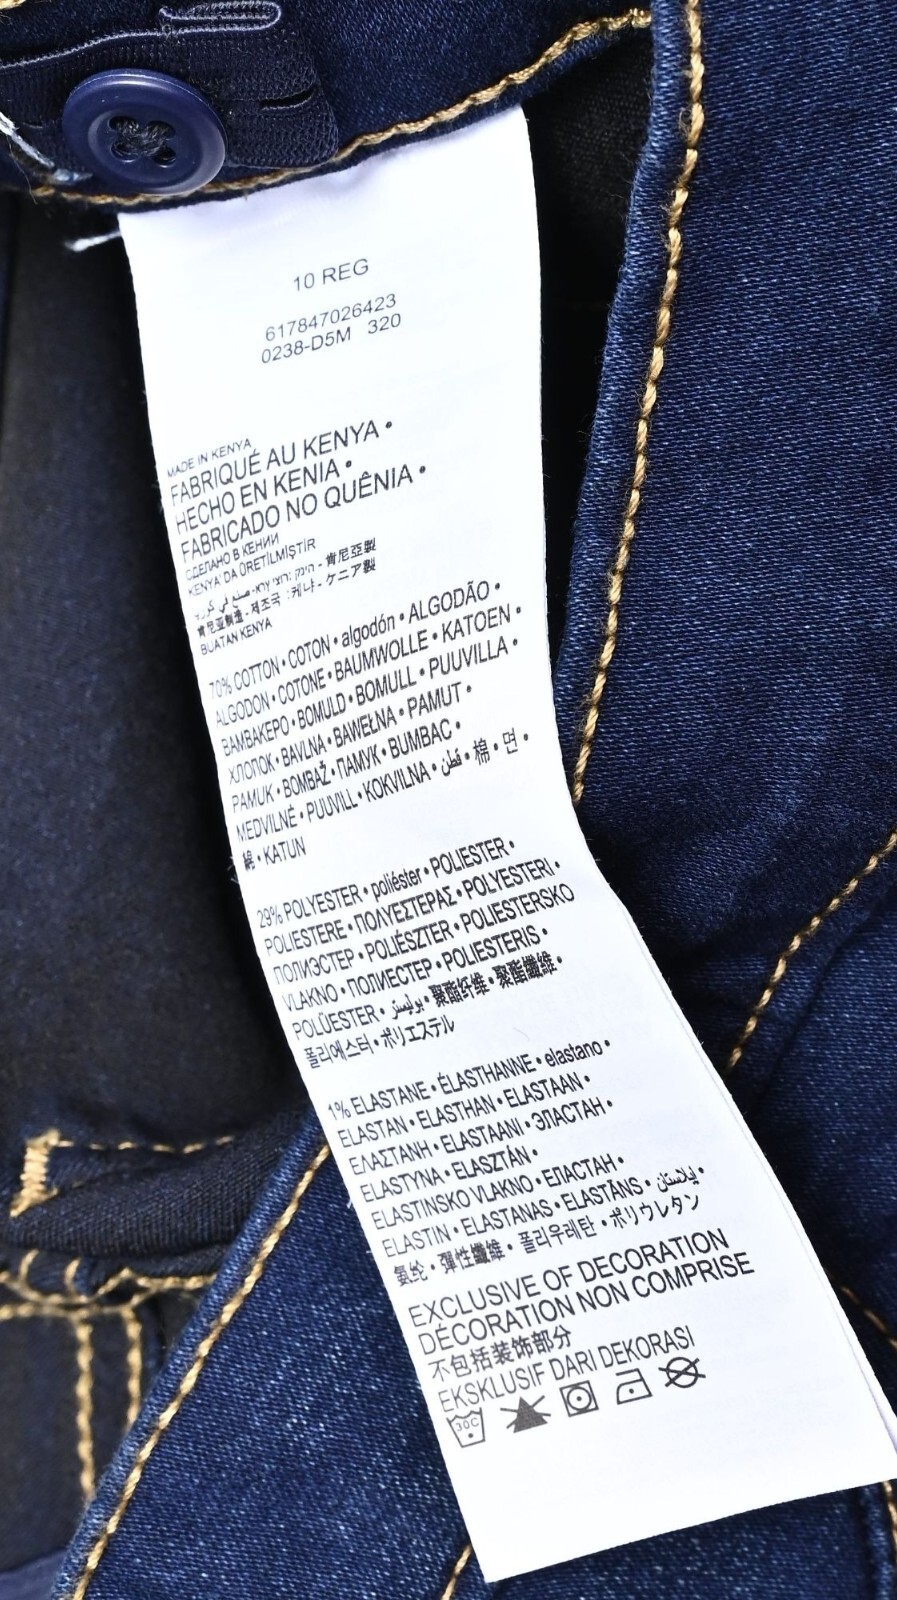 10 REG
617847026423
0238-D5M 320
MADE IN KENYA
FABRIQUÉ AU KENYA •
HECHO EN KENIA •
FABRICADO NO QUÊNIA •
СДЕЛАНО В КЕНИИ
KENYA' DA ÜRETİLMİŞTİR
صنع في - 肯尼亞製
肯尼亚制造 - 제조국 :케냐 - ケニア製
BUATAN KENYA
70% COTTON • COTON • algodón • ALGODÃO •
ALGODON • COTONE • BAUMWOLLE • KATOEN •
ΒΑΜΒΑΚΕΡΟ • BOMULD • BOMULL • PUUVILLA •
ХЛОПОК • BAVLNA • BAWEŁNA • PAMUT •
PAMUK • BOMBAŽ • ПАМУК • BUMBAC •
MEDVILNĖ • PUUVILL • KOKVILNA • قطن • 棉 • 면 •
綿 • KATUN
29% POLYESTER • poliéster • POLIESTER •
POLIESTERE • ΠΟΛΥΕΣΤΕΡΑΣ • POLYESTERI •
ПОЛИЭСТЕР • POLIÉSZTER • POLIESTERSKO
VLAKNO • ПОЛИЕСТЕР • POLIESTERIS •
POLÜESTER • بوليستر • 聚酯纤维 • 聚酯纖維 •
폴리에스터 • ポリエステル
1% ELASTANE • ÉLASTHANNE • elastano •
ELASTAN • ELASTHAN • ELASTAAN •
ΕΛΑΣΤΑΝΗ • ELASTAANI • ЭЛАСТАН •
ELASTYNA • ELASZTÁN •
ELASTINSKO VLAKNO • ЕЛАСТАН •
ELASTIN • ELASTANAS • ELASTĀNS • إيلاستان •
氨纶 • 彈性纖維 • 폴리우레탄 • ポリウレタン
EXCLUSIVE OF DECORATION
DÉCORATION NON COMPRISE
不包括装饰部分
EKSKLUSIF DARI DEKORASI
30C